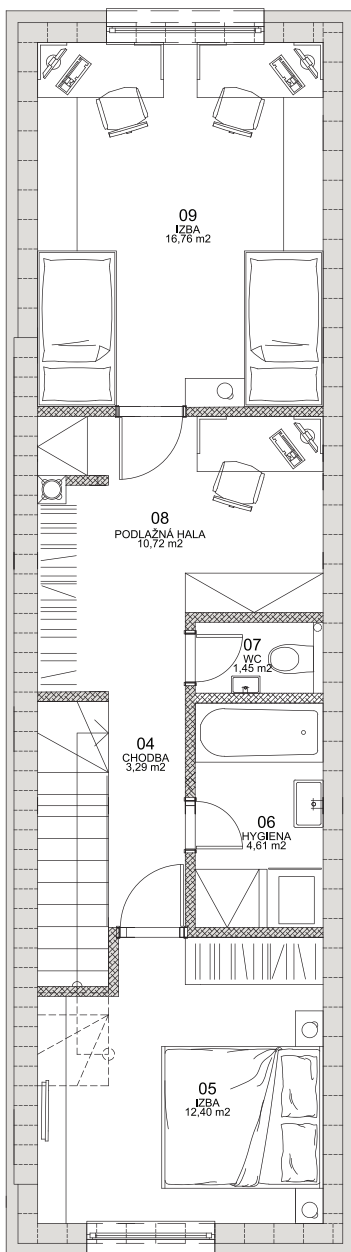 09
IZBA
16,76 m2
08
PODLAŽNÁ HALA
10,72 m2
07
WC
1,45 m2
04
CHODBA
3,29 m2
06
HYGIENA
4,61 m2
05
IZBA
12,40 m2